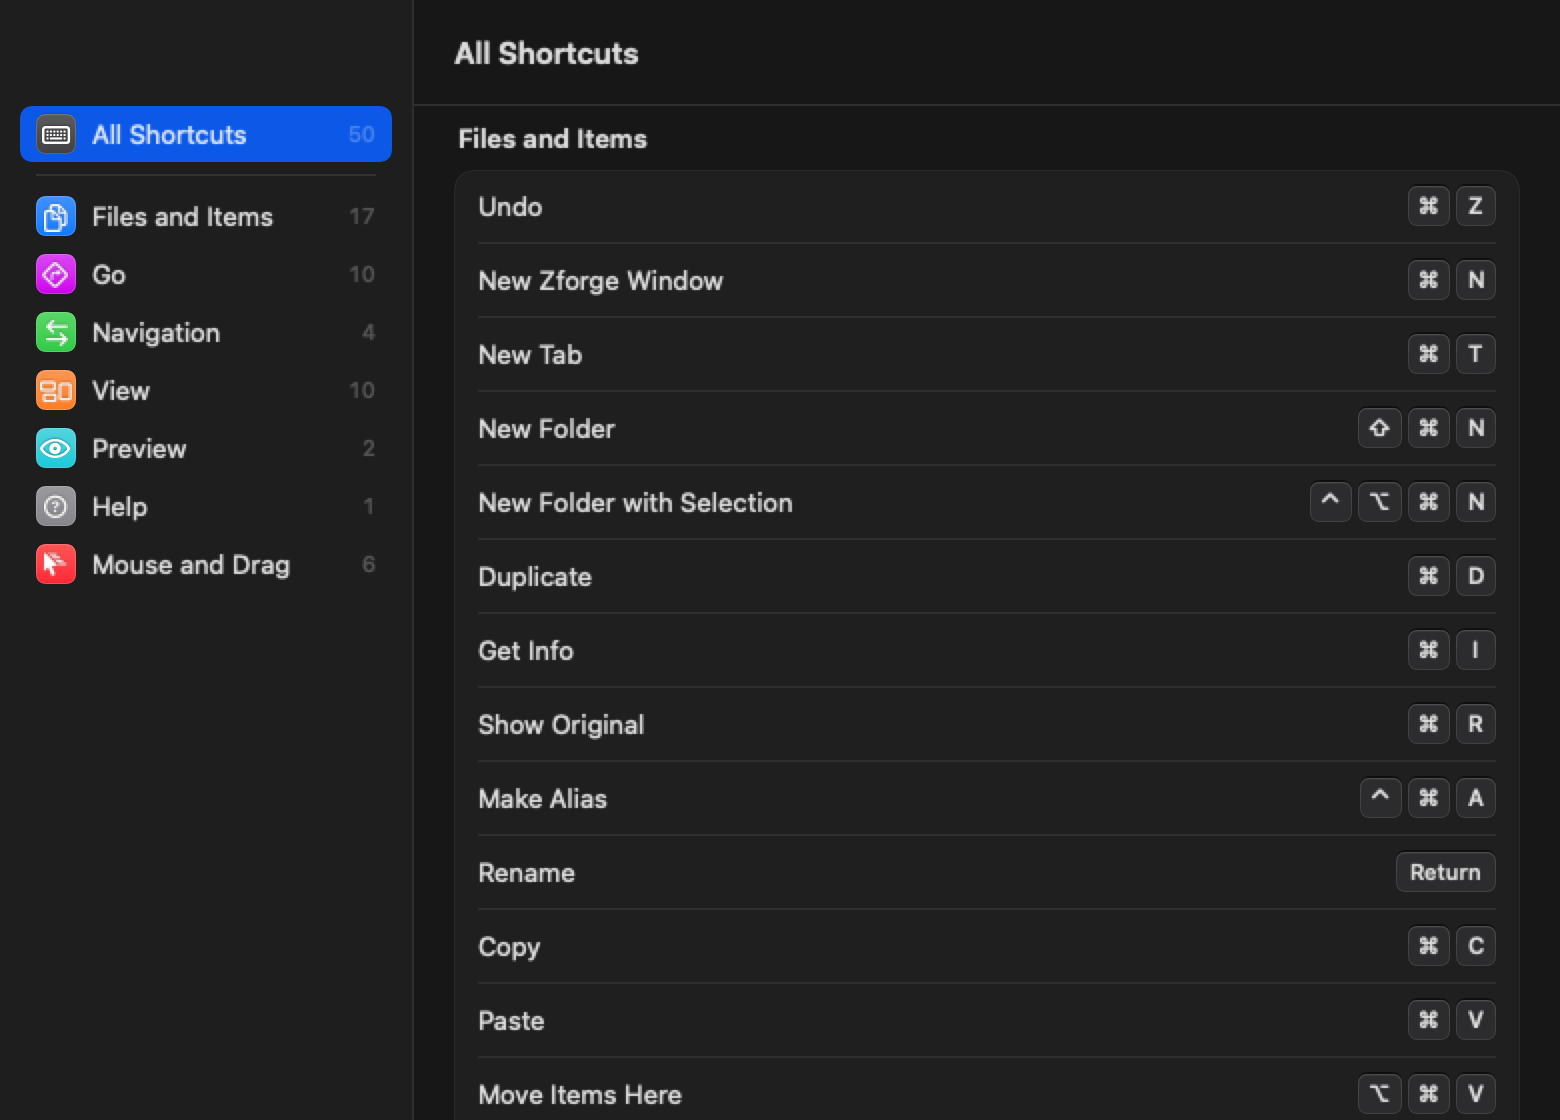 All Shortcuts 50
Files and Items 17
Go 10
Navigation 4
View 10
Preview 2
Help 1
Mouse and Drag 6
All Shortcuts
Files and Items
Undo ⌘ Z
New Zforge Window ⌘ N
New Tab ⌘ T
New Folder ⇧ ⌘ N
New Folder with Selection ^ ⌥ ⌘ N
Duplicate ⌘ D
Get Info ⌘ I
Show Original ⌘ R
Make Alias ^ ⌘ A
Rename Return
Copy ⌘ C
Paste ⌘ V
Move Items Here ⌥ ⌘ V